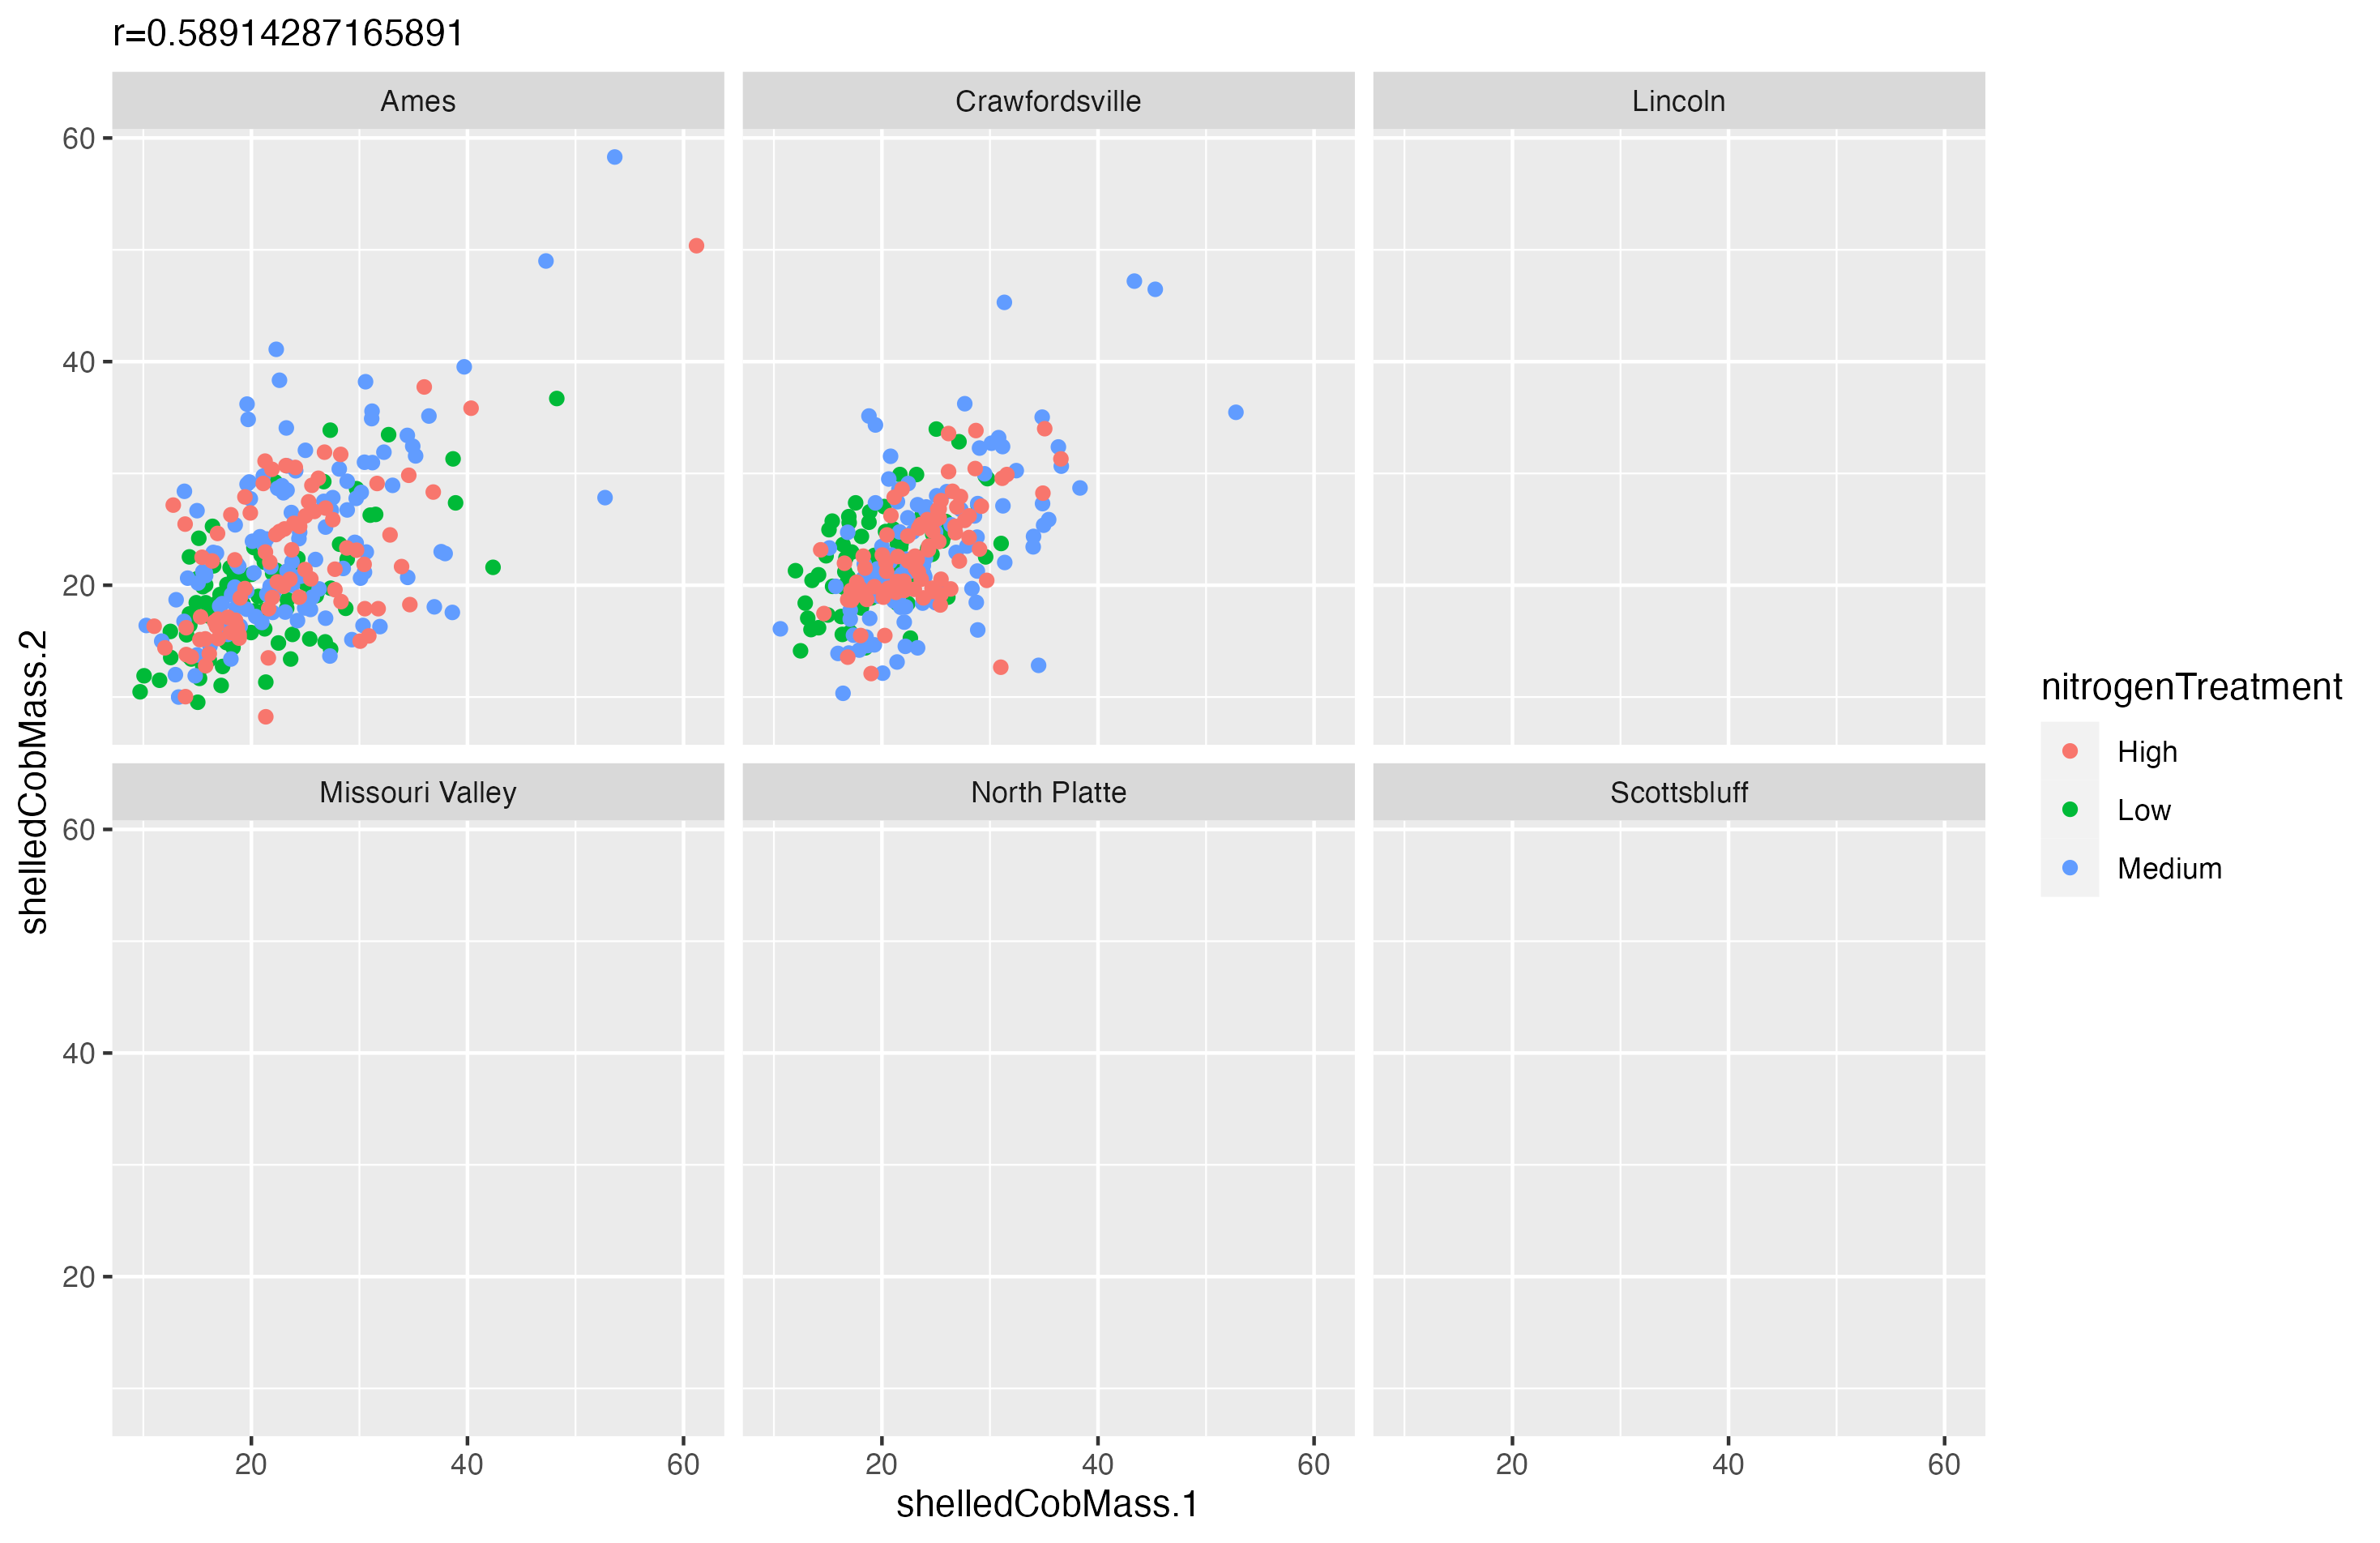 r=0.58914287165891
Ames
Crawfordsville
Lincoln
60
40
20
Missouri Valley
North Platte
Scottsbluff
60
40
20
20 40 60 20 40 60 20 40 60
shelledCobMass.1
shelledCobMass.2
nitrogenTreatment
High
Low
Medium